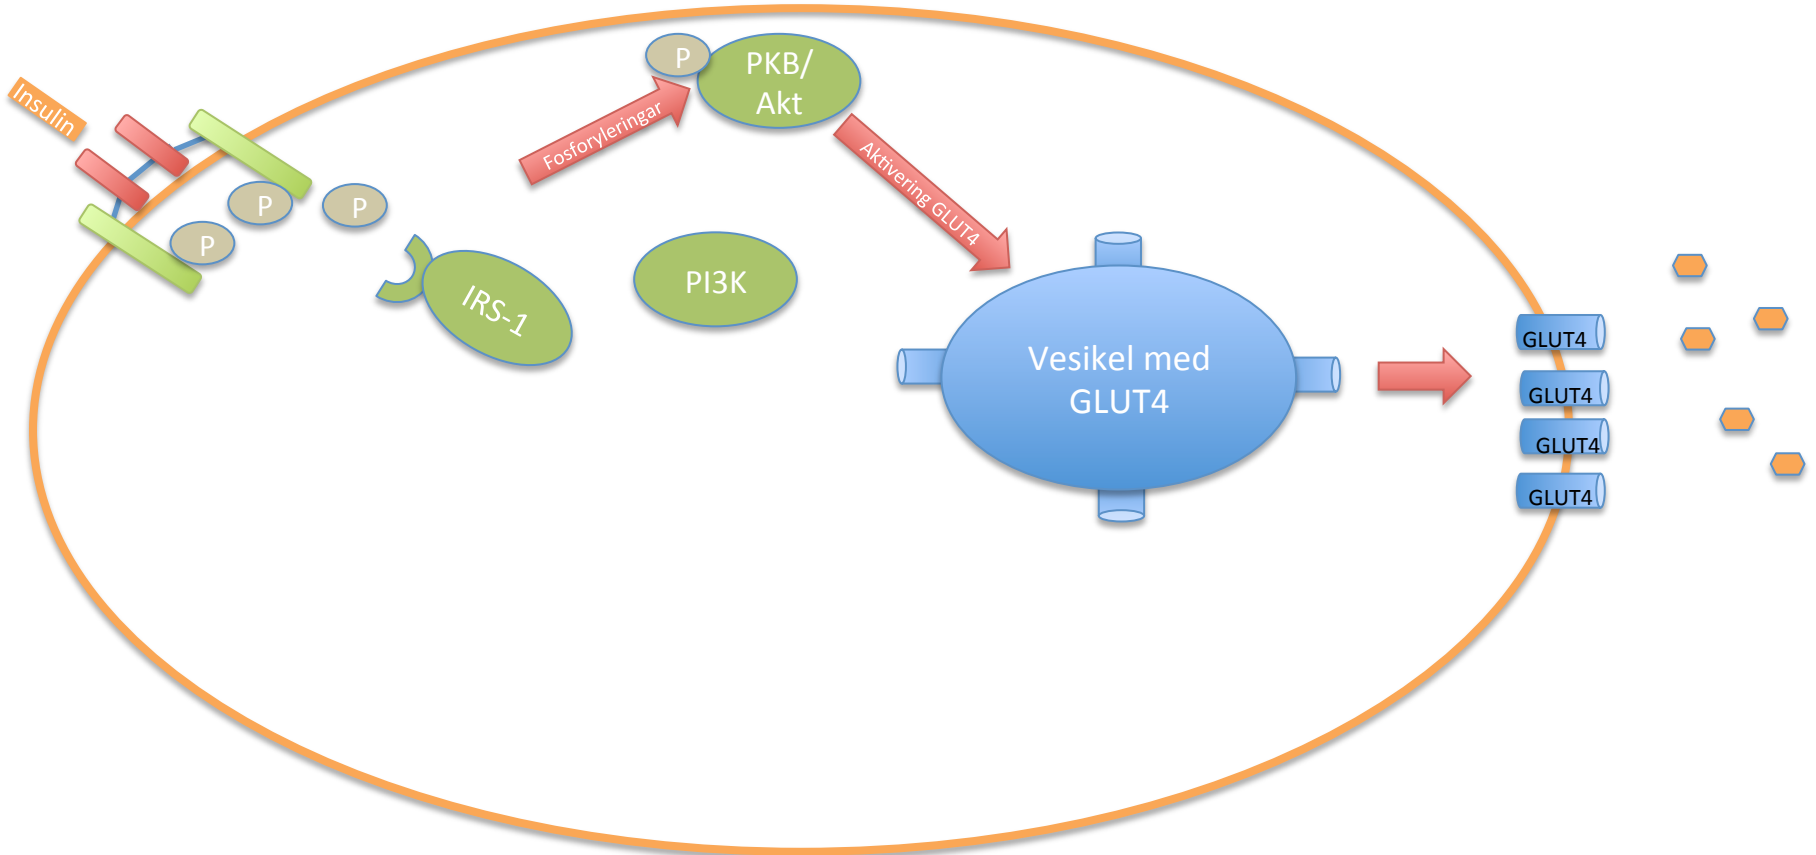 Insulin
P
P
P
IRS-1
Fosforyleringar
P
PKB/
Akt
PI3K
Aktivering GLUT4
Vesikel med
GLUT4
GLUT4
GLUT4
GLUT4
GLUT4